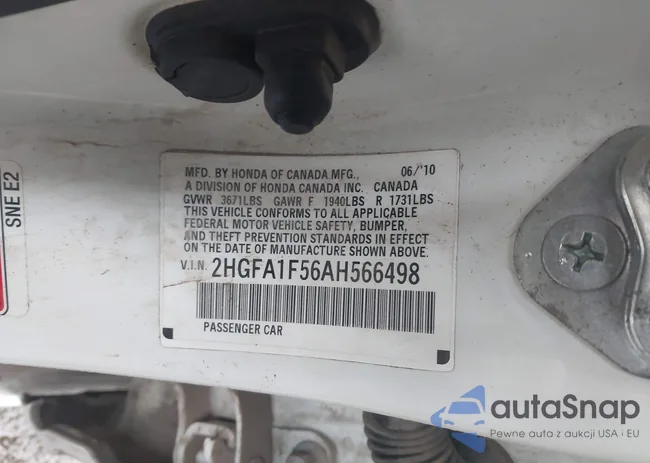 SNE E2
MFD. BY HONDA OF CANADA MFG., 06/'10
A DIVISION OF HONDA CANADA INC. CANADA
GVWR 3671LBS GAWR F 1940LBS R 1731LBS
THIS VEHICLE CONFORMS TO ALL APPLICABLE
FEDERAL MOTOR VEHICLE SAFETY, BUMPER,
AND THEFT PREVENTION STANDARDS IN EFFECT
ON THE DATE OF MANUFACTURE SHOWN ABOVE.
V.I.N. 2HGFA1F56AH566498
PASSENGER CAR
autaSnap
Pewne auta z aukcji USA i EU